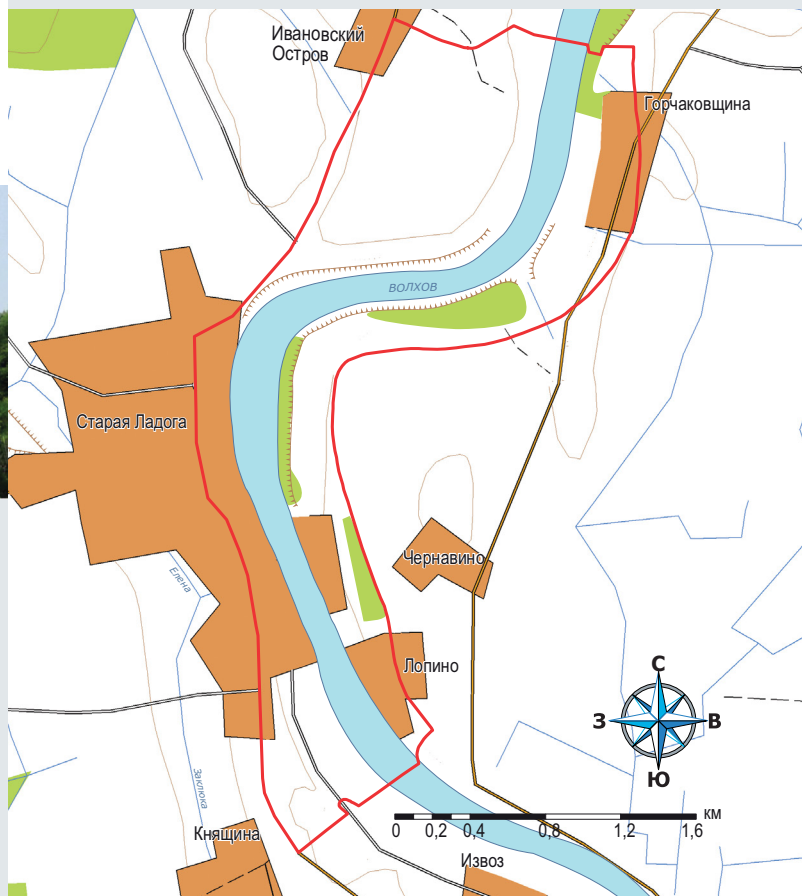 Ивановский
Остров
Горчаковщина
ВОЛХОВ
Старая Ладога
Чернавино
Елена
Лопино
С
З
В
Ю
Заклюка
Княщина
км
0 0,2 0,4 0,8 1,2 1,6
Извоз